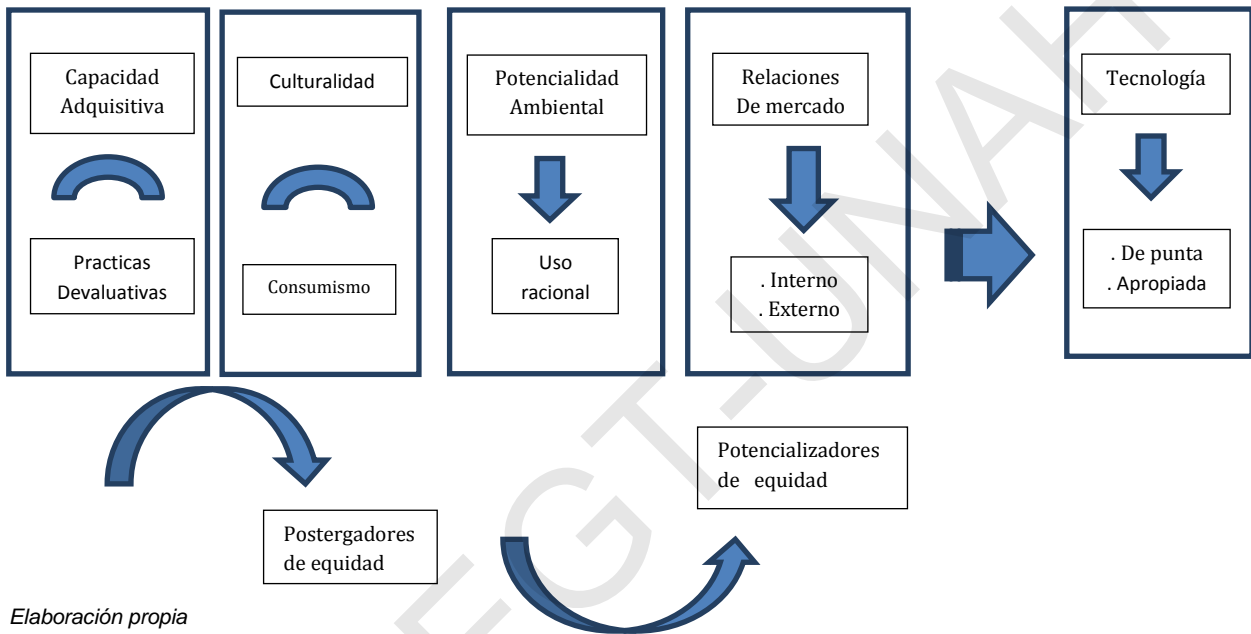 Capacidad
Adquisitiva
Practicas
Devaluativas
Culturalidad
Consumismo
Potencialidad
Ambiental
Uso
racional
Relaciones
De mercado
. Interno
. Externo
Tecnología
. De punta
. Apropiada
Postergadores
de equidad
Potencializadores
de equidad
Elaboración propia
FGT-UNAH